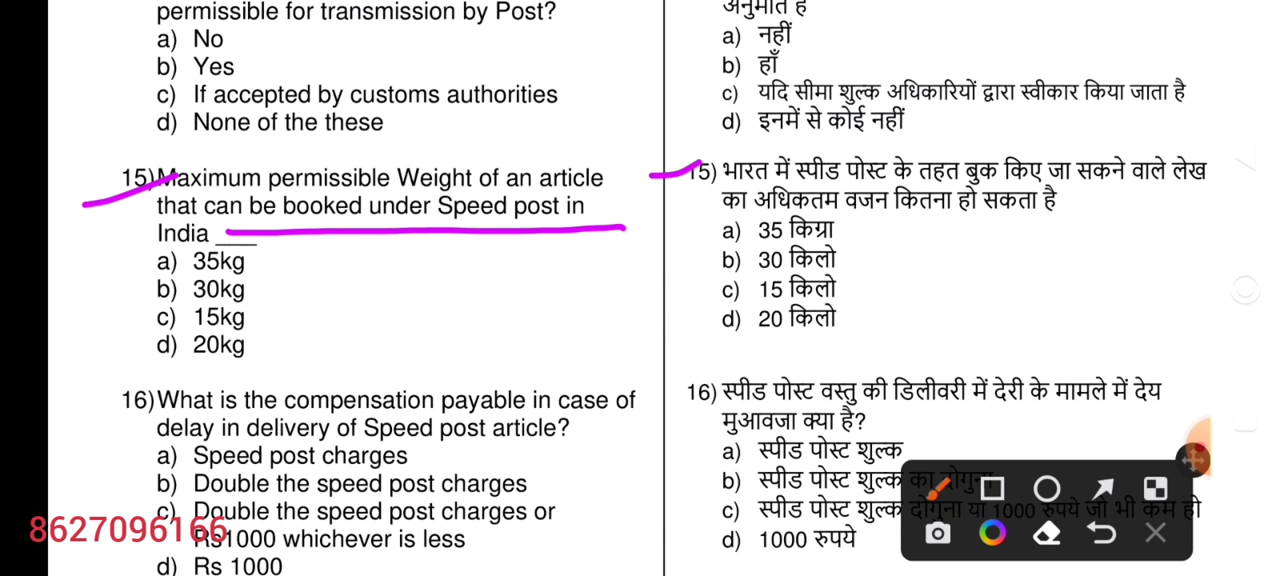 permissible for transmission by Post?
a) No
b) Yes
c) If accepted by customs authorities
d) None of the these
15)Maximum permissible Weight of an article
that can be booked under Speed post in
India ____
a) 35kg
b) 30kg
c) 15kg
d) 20kg
16)What is the compensation payable in case of
delay in delivery of Speed post article?
a) Speed post charges
b) Double the speed post charges
c) Double the speed post charges or
Rs1000 whichever is less
d) Rs 1000
8627096166
अनुमति है
a) नहीं
b) हाँ
c) यदि सीमा शुल्क अधिकारियों द्वारा स्वीकार किया जाता है
d) इनमें से कोई नहीं
15) भारत में स्पीड पोस्ट के तहत बुक किए जा सकने वाले लेख
का अधिकतम वजन कितना हो सकता है
a) 35 किग्रा
b) 30 किलो
c) 15 किलो
d) 20 किलो
16) स्पीड पोस्ट वस्तु की डिलीवरी में देरी के मामले में देय
मुआवजा क्या है?
a) स्पीड पोस्ट शुल्क
b) स्पीड पोस्ट शुल्क का दोगुना
c) स्पीड पोस्ट शुल्क दोगुना या 1000 रुपये जो भी कम हो
d) 1000 रुपये